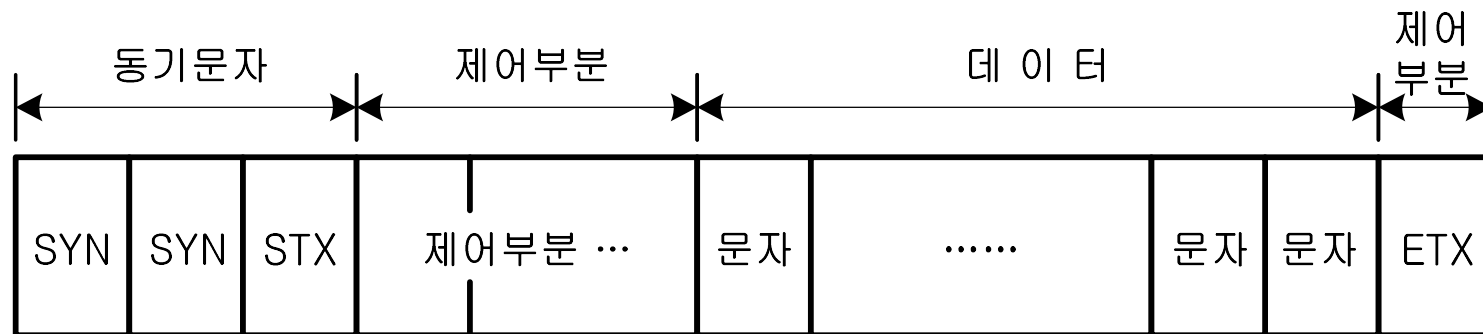 동기문자 제어부분 데 이 터 제어
부분
SYN SYN STX 제어부분 ··· 문자 ······ 문자 문자 ETX